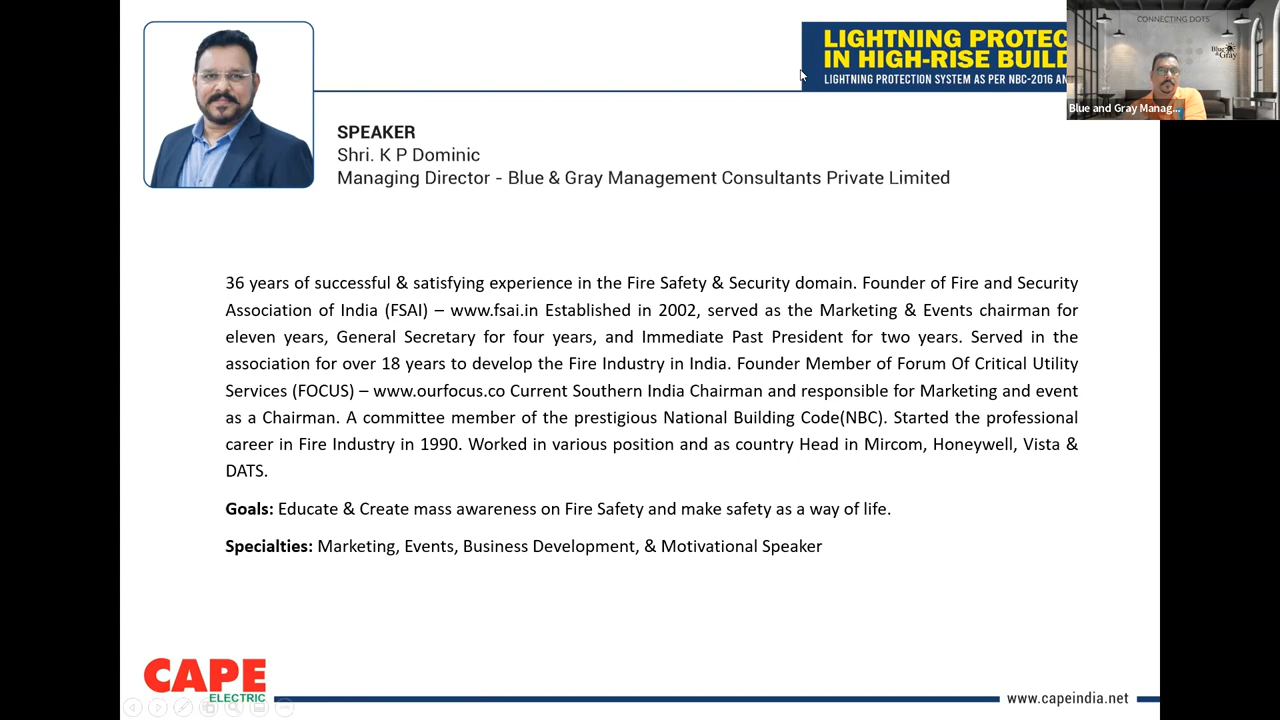 LIGHTNING PROTEC
IN HIGH-RISE BUILD
LIGHTNING PROTECTION SYSTEM AS PER NBC-2016 AN
CONNECTING DOTS
Blue
& Gray
Blue and Gray Manag...
SPEAKER
Shri. K P Dominic
Managing Director - Blue & Gray Management Consultants Private Limited
36 years of successful & satisfying experience in the Fire Safety & Security domain. Founder of Fire and Security
Association of India (FSAI) – www.fsai.in Established in 2002, served as the Marketing & Events chairman for
eleven years, General Secretary for four years, and Immediate Past President for two years. Served in the
association for over 18 years to develop the Fire Industry in India. Founder Member of Forum Of Critical Utility
Services (FOCUS) – www.ourfocus.co Current Southern India Chairman and responsible for Marketing and event
as a Chairman. A committee member of the prestigious National Building Code(NBC). Started the professional
career in Fire Industry in 1990. Worked in various position and as country Head in Mircom, Honeywell, Vista &
DATS.
Goals: Educate & Create mass awareness on Fire Safety and make safety as a way of life.
Specialties: Marketing, Events, Business Development, & Motivational Speaker
CAPE
ELECTRIC
www.capeindia.net